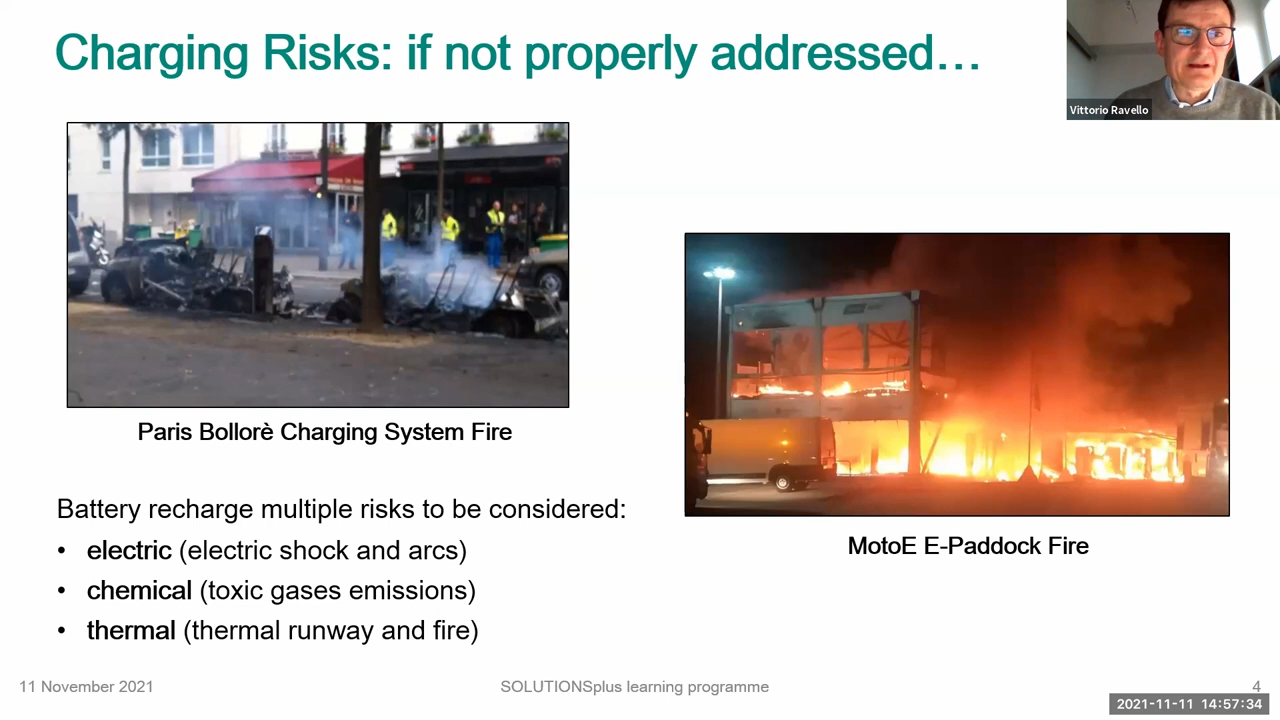 Charging Risks: if not properly addressed…
Vittorio Ravello
Paris Bollorè Charging System Fire
MotoE E-Paddock Fire
Battery recharge multiple risks to be considered:
• electric (electric shock and arcs)
• chemical (toxic gases emissions)
• thermal (thermal runway and fire)
11 November 2021
SOLUTIONSplus learning programme
4
2021-11-11 14:57:34